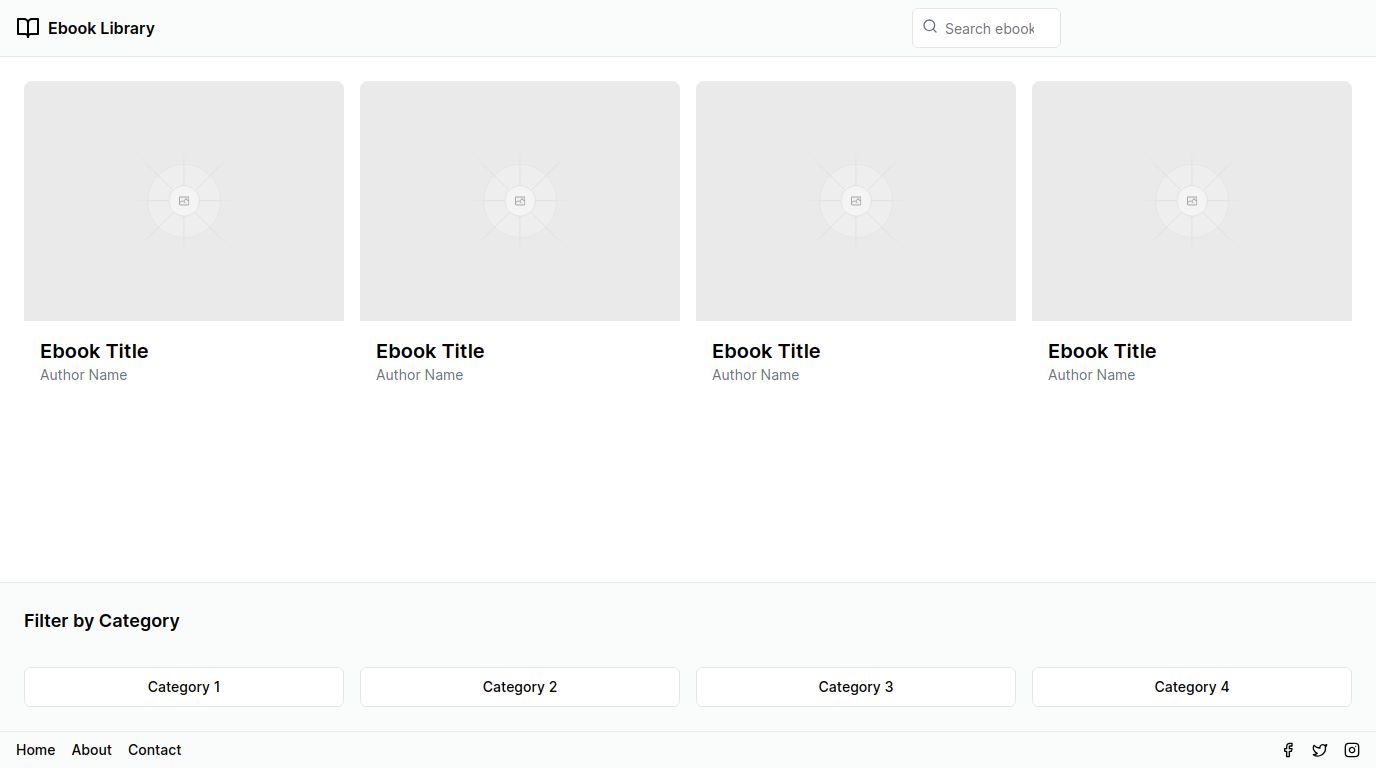 Ebook Library
Search ebook
Ebook Title Ebook Title Ebook Title Ebook Title
Author Name Author Name Author Name Author Name
Filter by Category
Category 1 Category 2 Category 3 Category 4
Home About Contact